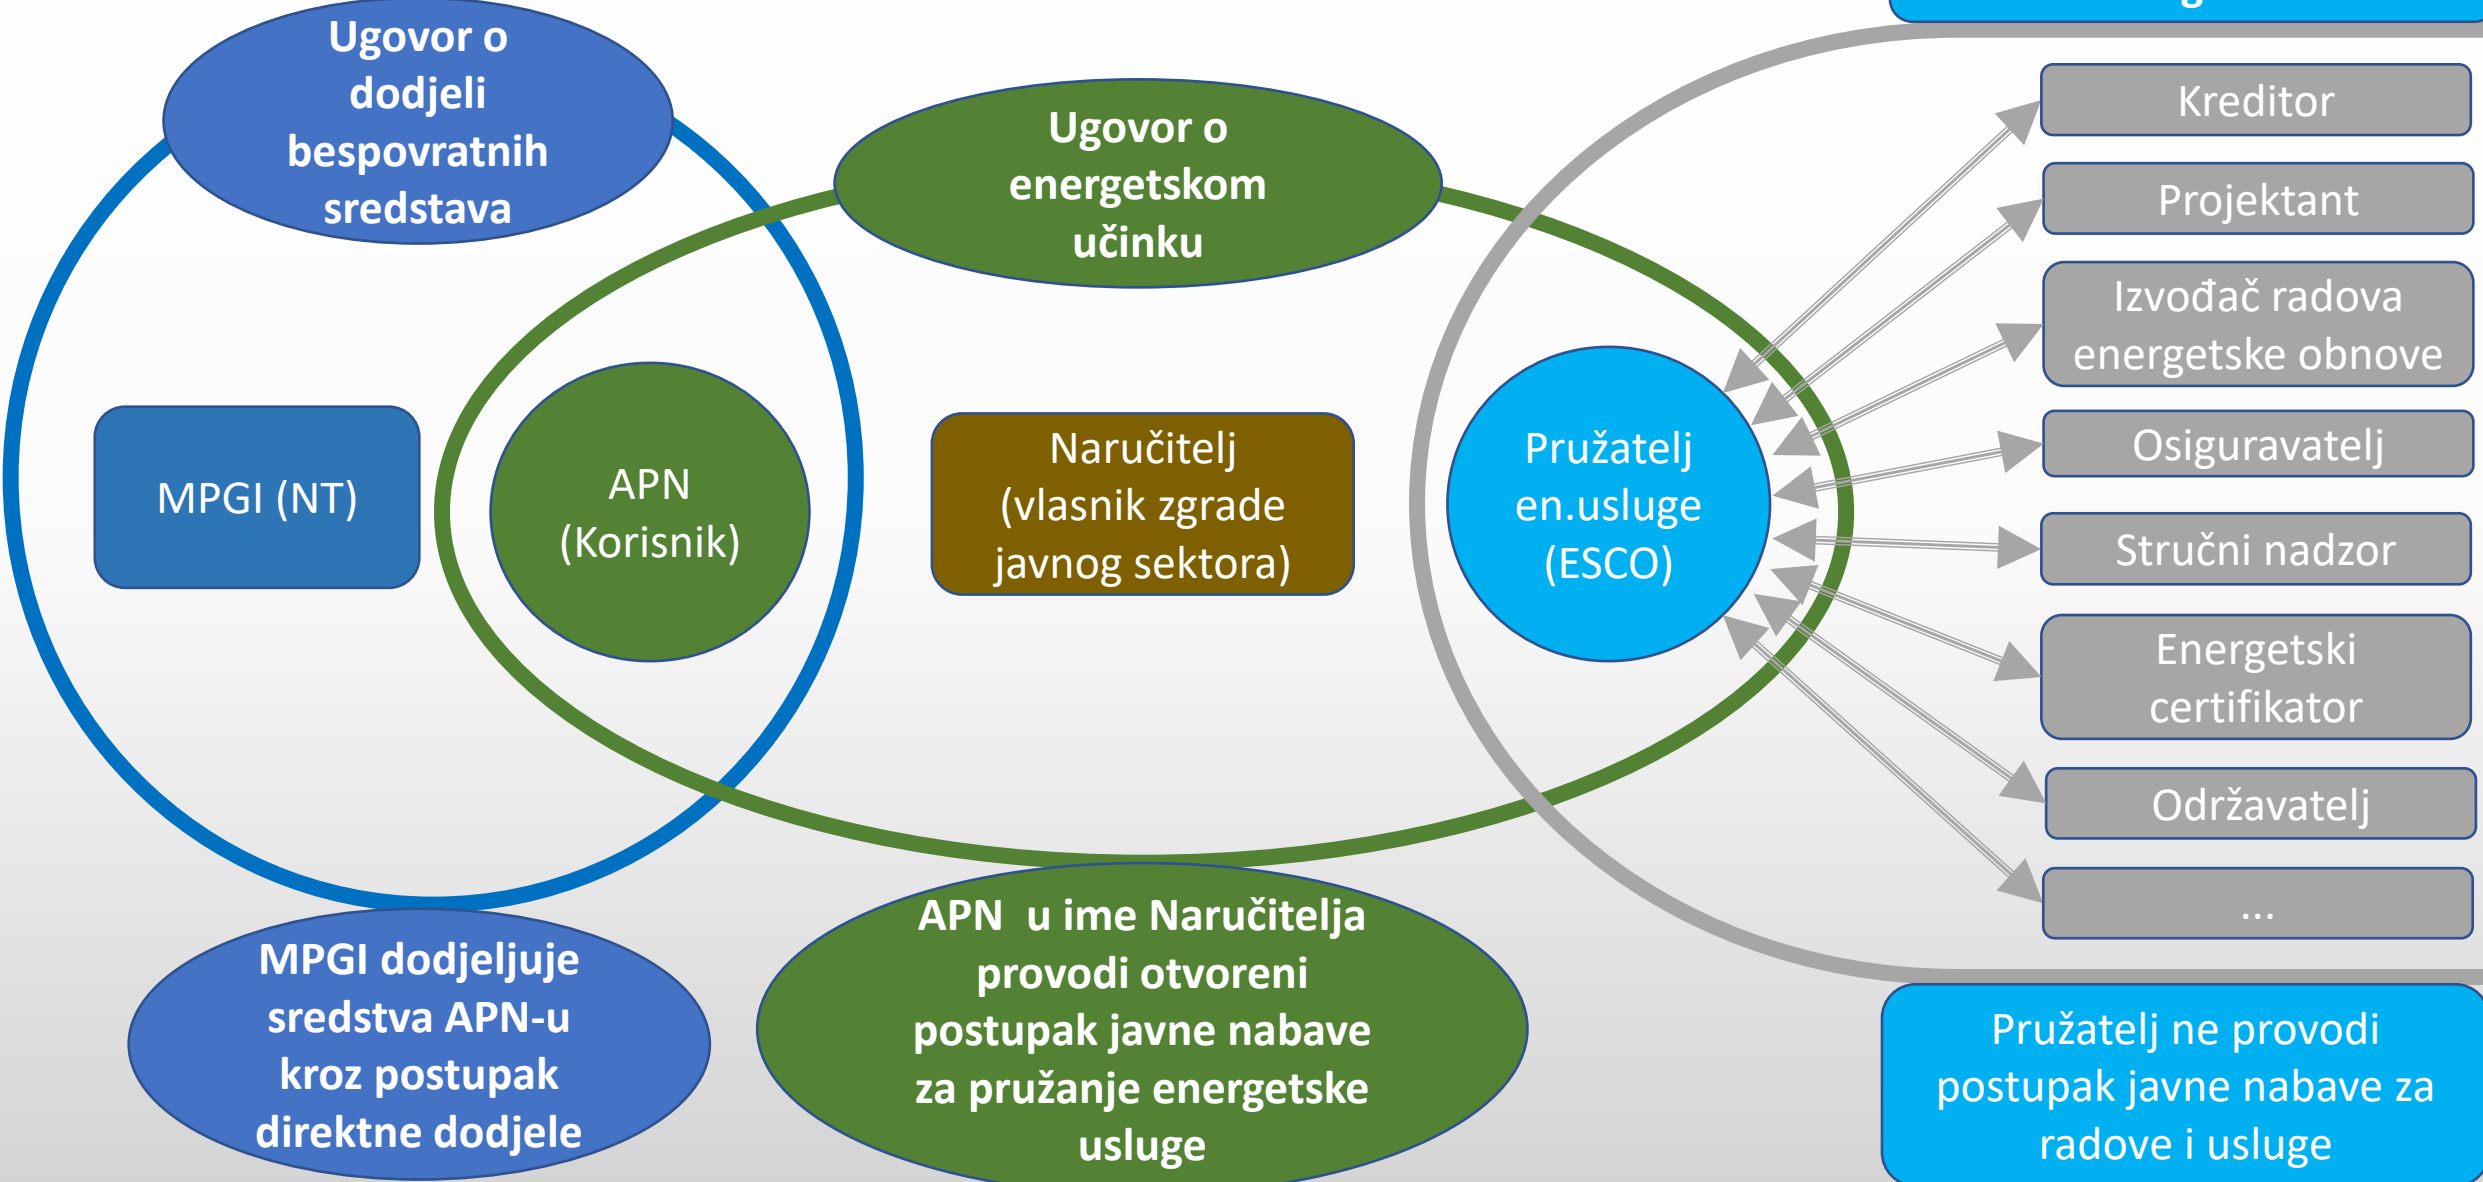 Ugovor o
dodjeli
bespovratnih
sredstava
Ugovor o
energetskom
učinku
MPGI (NT)
APN
(Korisnik)
Naručitelj
(vlasnik zgrade
javnog sektora)
Pružatelj
en.usluge
(ESCO)
Kreditor
Projektant
Izvođač radova
energetske obnove
Osiguravatelj
Stručni nadzor
Energetski
certifikator
Održavatelj
...
MPGI dodjeljuje
sredstva APN-u
kroz postupak
direktne dodjele
APN u ime Naručitelja
provodi otvoreni
postupak javne nabave
za pružanje energetske
usluge
Pružatelj ne provodi
postupak javne nabave za
radove i usluge